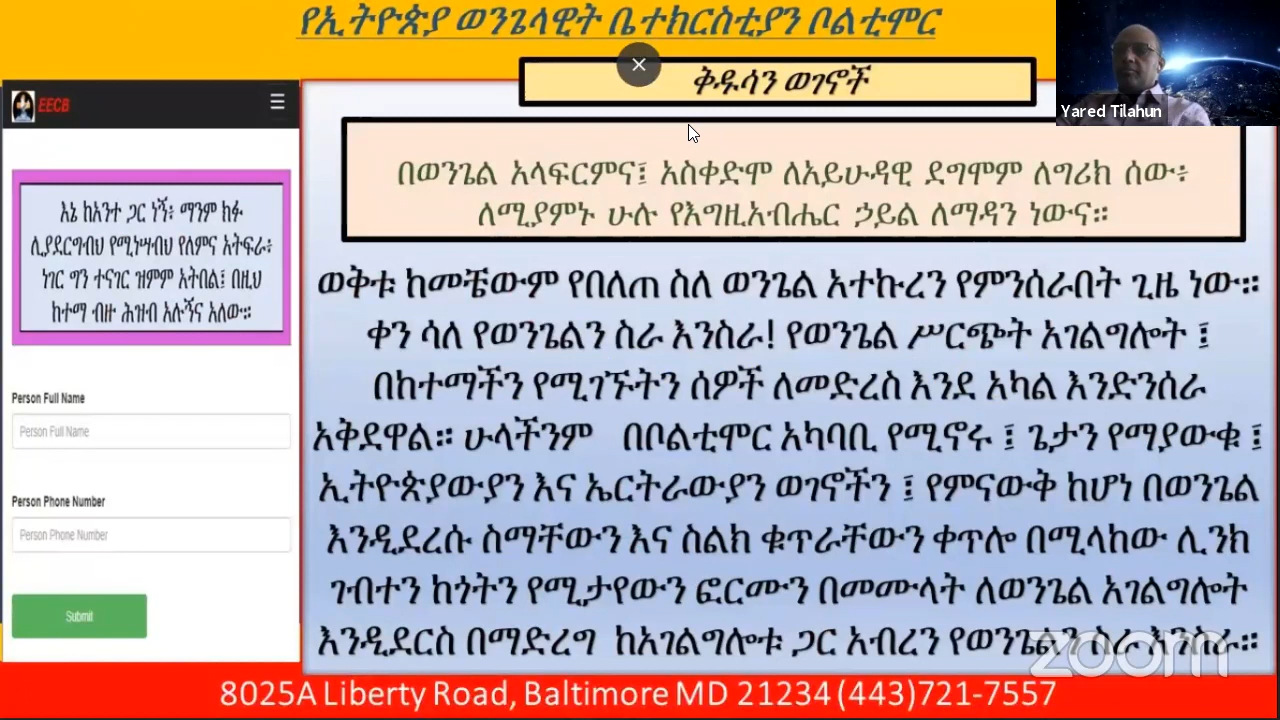 የኢትዮጵያ ወንጌላዊት ቤተክርስቲያን ቦልቲሞር
ቅዱሳን ወገኖች
Yared Tilahun
EECB
በወንጌል አላፍርምና፤ አስቀድሞ ለአይሁዳዊ ደግሞም ለግሪክ ሰው፥
ለሚያምኑ ሁሉ የእግዚአብሔር ኃይል ለማዳን ነውና።
እኔ ከአንተ ጋር ነኝ፥ ማንም ክፉ
ሊያደርግብህ የሚነሣብህ የለምና አትፍራ፥
ነገር ግን ተናገር ዝምም አትበል፤ በዚህ
ከተማ ብዙ ሕዝብ አሉኝና አለው።
Person Full Name
Person Full Name
Person Phone Number
Person Phone Number
Submit
ወቅቱ ከመቼውም የበለጠ ስለ ወንጌል አተኩረን የምንሰራበት ጊዜ ነው።
ቀን ሳለ የወንጌልን ስራ እንስራ! የወንጌል ሥርጭት አገልግሎት ፤
በከተማችን የሚገኙትን ሰዎች ለመድረስ እንደ አካል እንድንሰራ
አቅደዋል። ሁላችንም በቦልቲሞር አካባቢ የሚኖሩ ፤ ጌታን የማያውቁ ፤
ኢትዮጵያውያን እና ኤርትራውያን ወገኖችን ፤ የምናውቅ ከሆነ በወንጌል
እንዲደረሱ ስማቸውን እና ስልክ ቁጥራቸውን ቀጥሎ በሚላከው ሊንክ
ገብተን ከጎትን የሚታየውን ፎርሙን በመሙላት ለወንጌል አገልግሎት
እንዲደርስ በማድረግ ከአገልግሎቱ ጋር አብረን የወንጌልን ስራ እንስራ።
zoom
8025A Liberty Road, Baltimore MD 21234 (443)721-7557